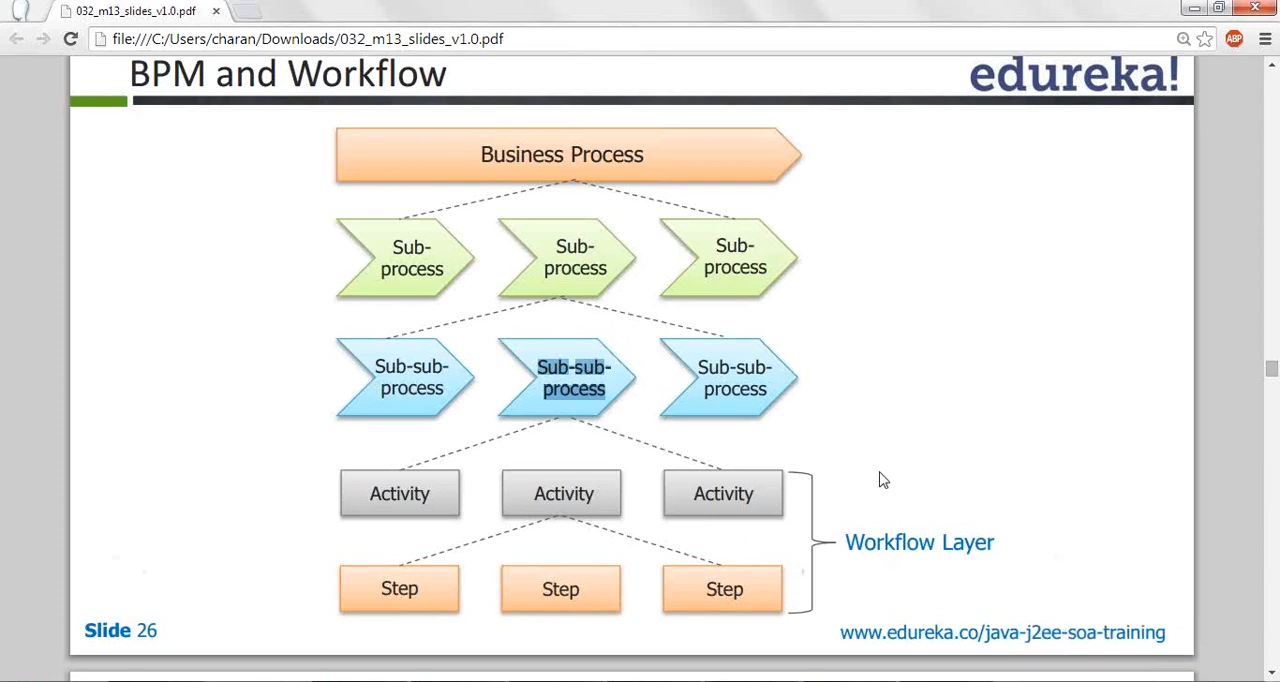 032_m13_slides_v1.0.pdf
file:///C:/Users/charan/Downloads/032_m13_slides_v1.0.pdf
ABP
BPM and Workflow
edureka!
Business Process
Sub-
process
Sub-
process
Sub-
process
Sub-sub-
process
Sub-sub-
process
Sub-sub-
process
Activity
Activity
Activity
Workflow Layer
Step
Step
Step
Slide 26
www.edureka.co/java-j2ee-soa-training